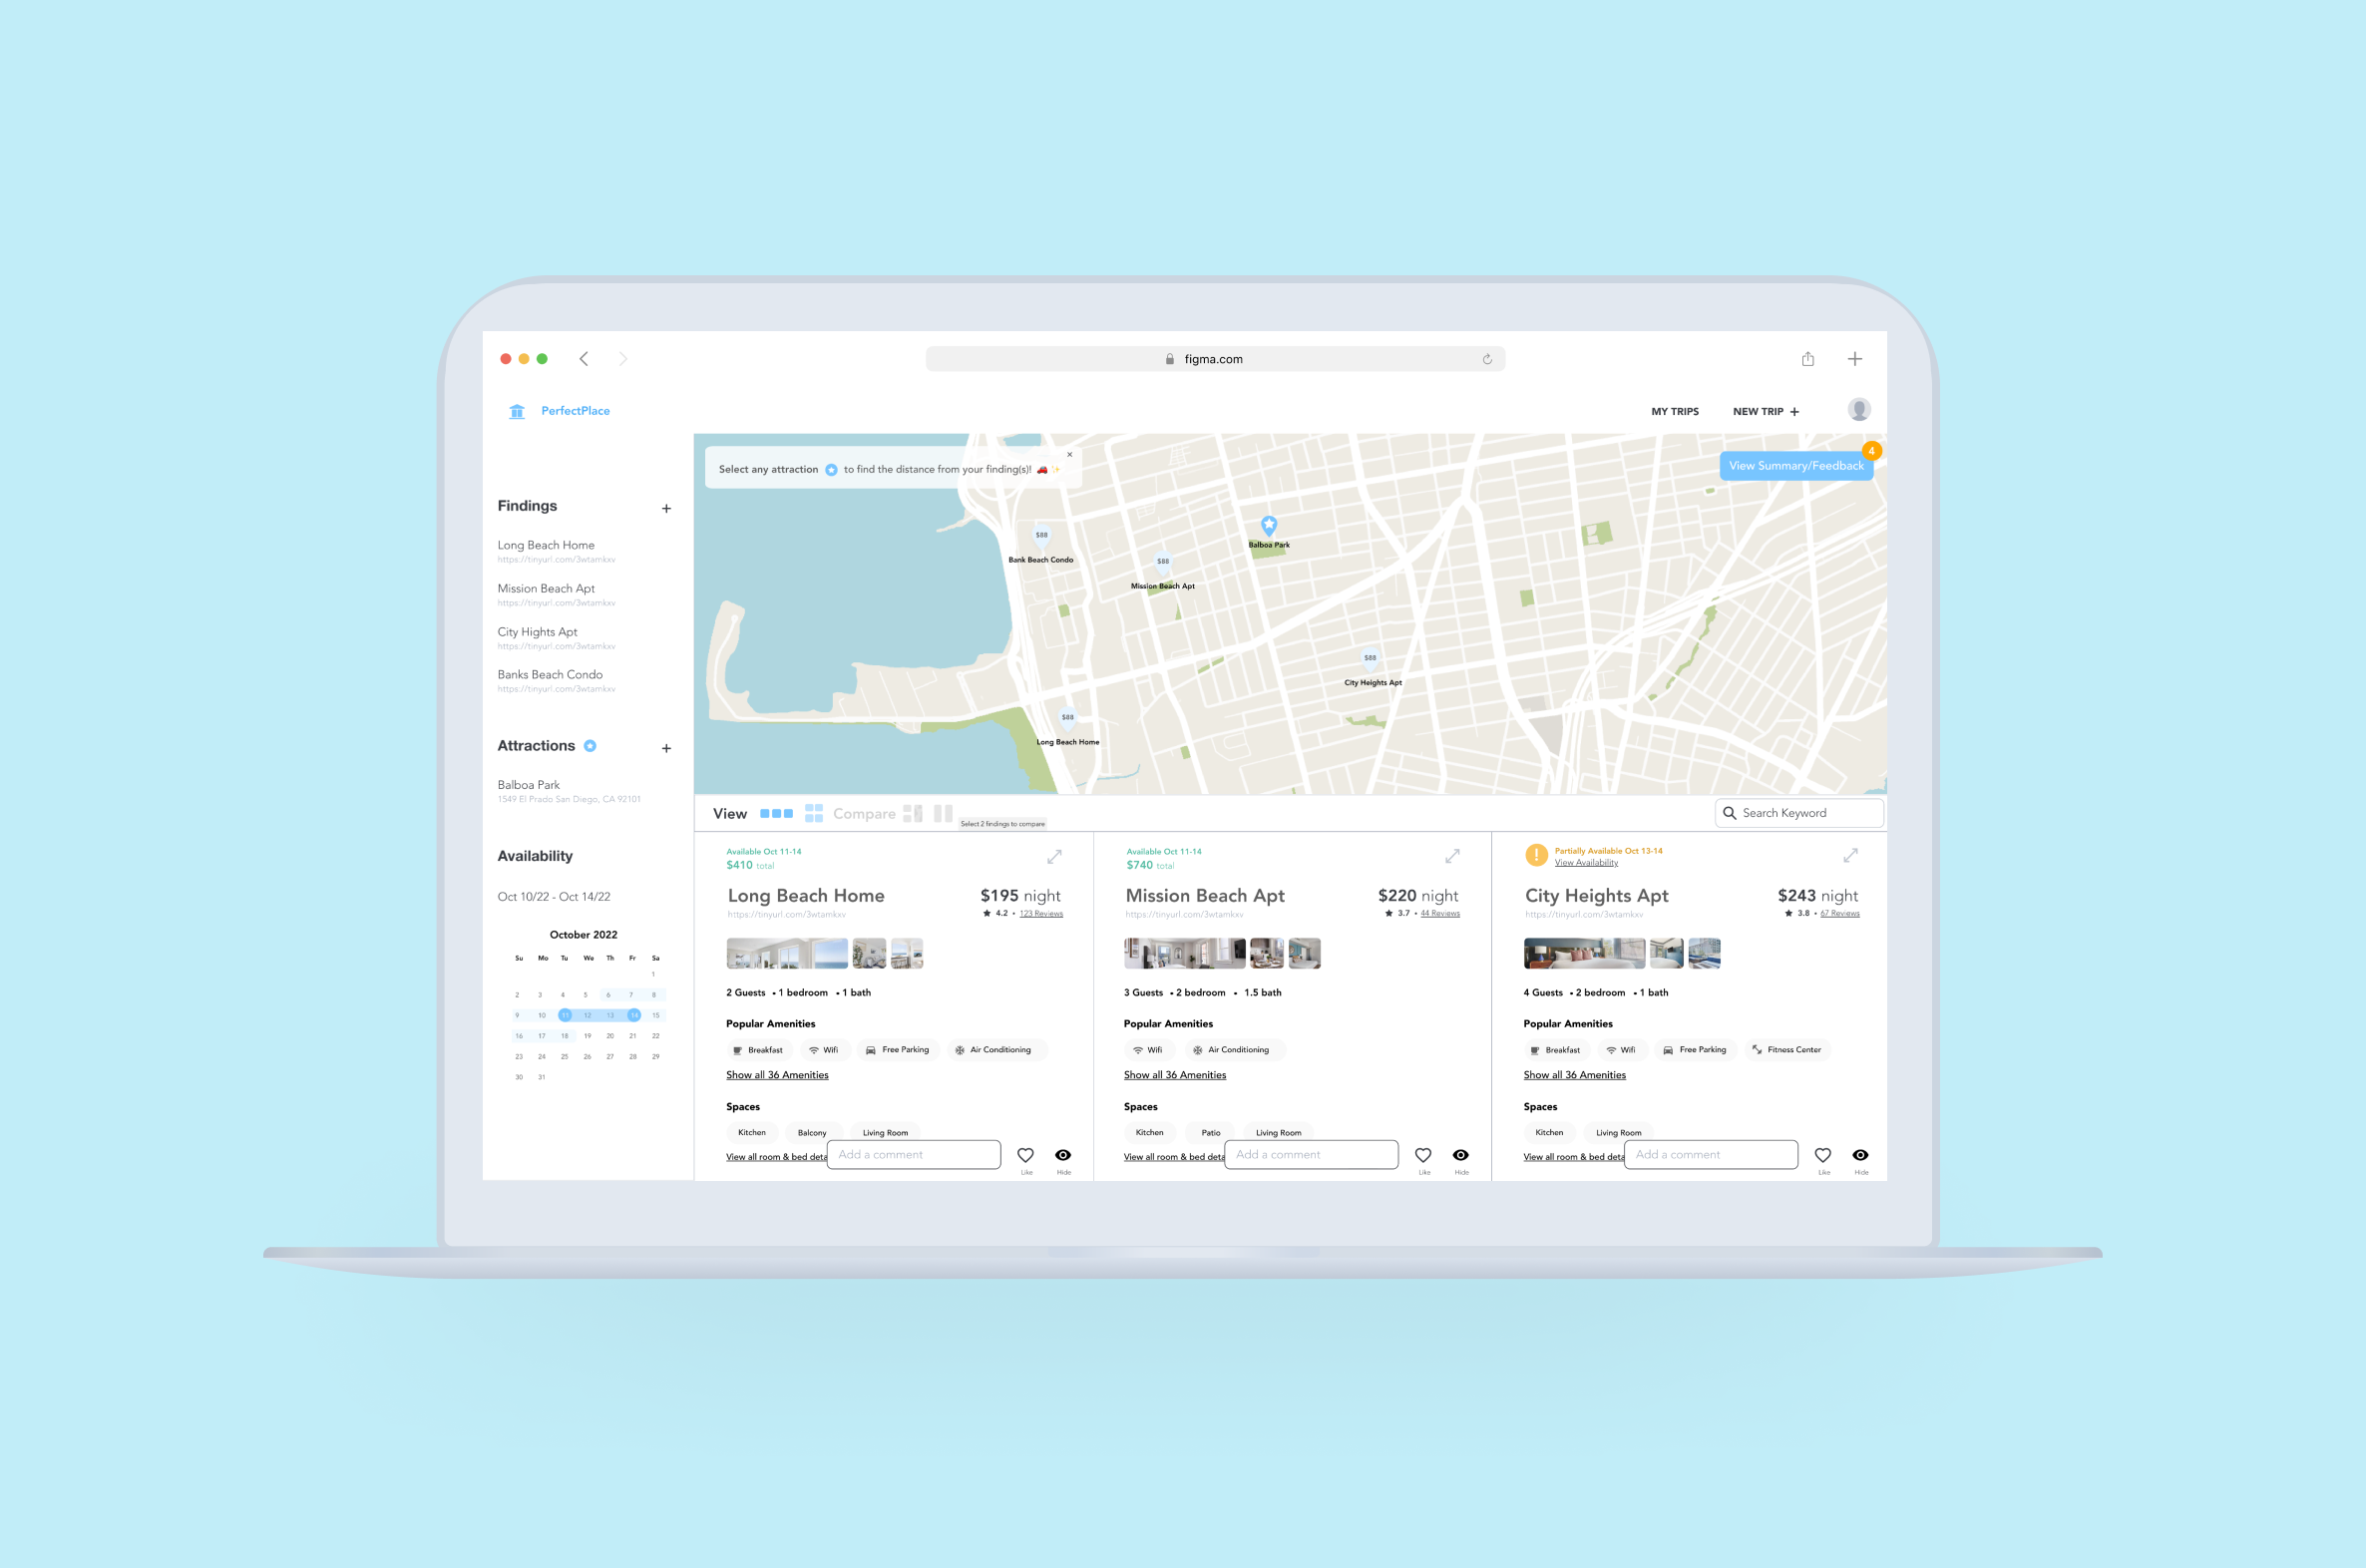 figma.com
PerfectPlace
MY TRIPS NEW TRIP +
Findings +
Long Beach Home
https://tinyurl.com/3wtamkxv
Mission Beach Apt
https://tinyurl.com/3wtamkxv
City Hights Apt
https://tinyurl.com/3wtamkxv
Banks Beach Condo
https://tinyurl.com/3wtamkxv
Attractions +
Balboa Park
1549 El Prado San Diego, CA 92101
Availability
Oct 10/22 - Oct 14/22
October 2022
Su Mo Tu We Th Fr Sa
1
2 3 4 5 6 7 8
9 10 11 12 13 14 15
16 17 18 19 20 21 22
23 24 25 26 27 28 29
30 31
Select any attraction to find the distance from your finding(s)! 🚗✨
×
View Summary/Feedback
4
$88
Bank Beach Condo
$88
Mission Beach Apt
Balboa Park
$88
City Heights Apt
$88
Long Beach Home
View Compare
Select 2 findings to compare
Search Keyword
Available Oct 11-14
$410 total
Long Beach Home $195 night
https://tinyurl.com/3wtamkxv ★ 4.2 • 123 Reviews
2 Guests • 1 bedroom • 1 bath
Popular Amenities
Breakfast Wifi Free Parking Air Conditioning
Show all 36 Amenities
Spaces
Kitchen Balcony Living Room
View all room & bed deta
Add a comment
Like Hide
Available Oct 11-14
$740 total
Mission Beach Apt $220 night
https://tinyurl.com/3wtamkxv ★ 3.7 • 44 Reviews
3 Guests • 2 bedroom • 1.5 bath
Popular Amenities
Wifi Air Conditioning
Show all 36 Amenities
Spaces
Kitchen Patio Living Room
View all room & bed deta
Add a comment
Like Hide
! Partially Available Oct 13-14
View Availability
City Heights Apt $243 night
https://tinyurl.com/3wtamkxv ★ 3.8 • 67 Reviews
4 Guests • 2 bedroom • 1 bath
Popular Amenities
Breakfast Wifi Free Parking Fitness Center
Show all 36 Amenities
Spaces
Kitchen Living Room
View all room & bed deta
Add a comment
Like Hide